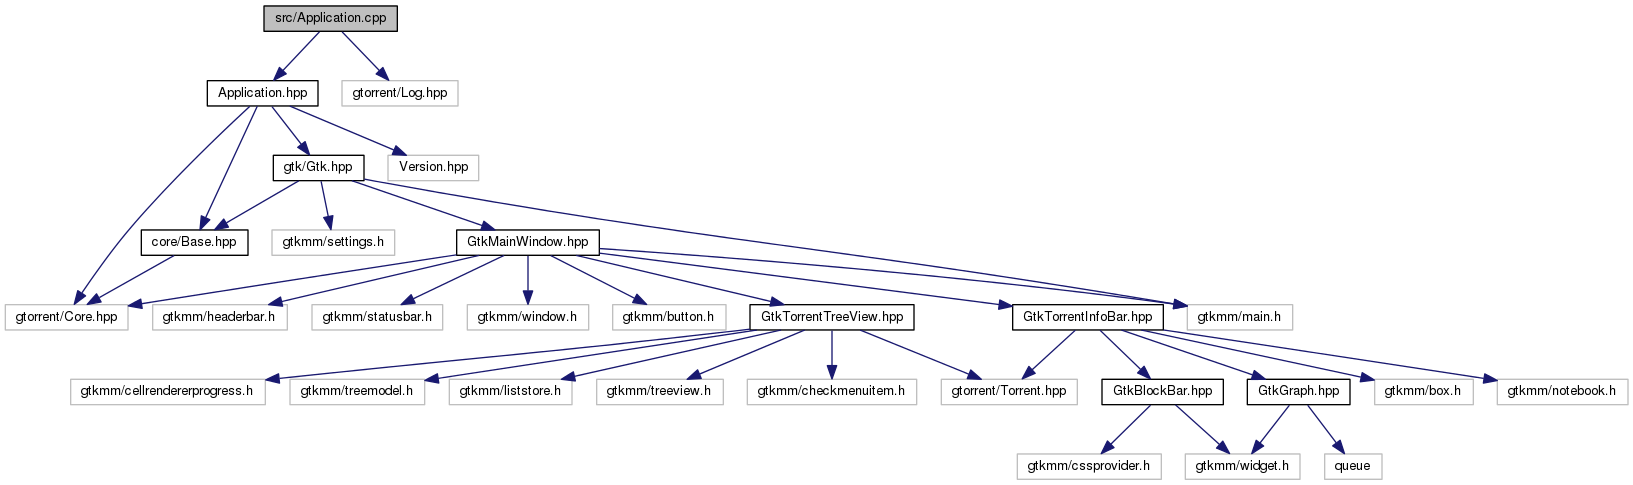 src/Application.cpp
Application.hpp
gtorrent/Log.hpp
gtk/Gtk.hpp
Version.hpp
core/Base.hpp
gtkmm/settings.h
GtkMainWindow.hpp
gtorrent/Core.hpp
gtkmm/headerbar.h
gtkmm/statusbar.h
gtkmm/window.h
gtkmm/button.h
GtkTorrentTreeView.hpp
GtkTorrentInfoBar.hpp
gtkmm/main.h
gtkmm/cellrendererprogress.h
gtkmm/treemodel.h
gtkmm/liststore.h
gtkmm/treeview.h
gtkmm/checkmenuitem.h
gtorrent/Torrent.hpp
GtkBlockBar.hpp
GtkGraph.hpp
gtkmm/box.h
gtkmm/notebook.h
gtkmm/cssprovider.h
gtkmm/widget.h
queue